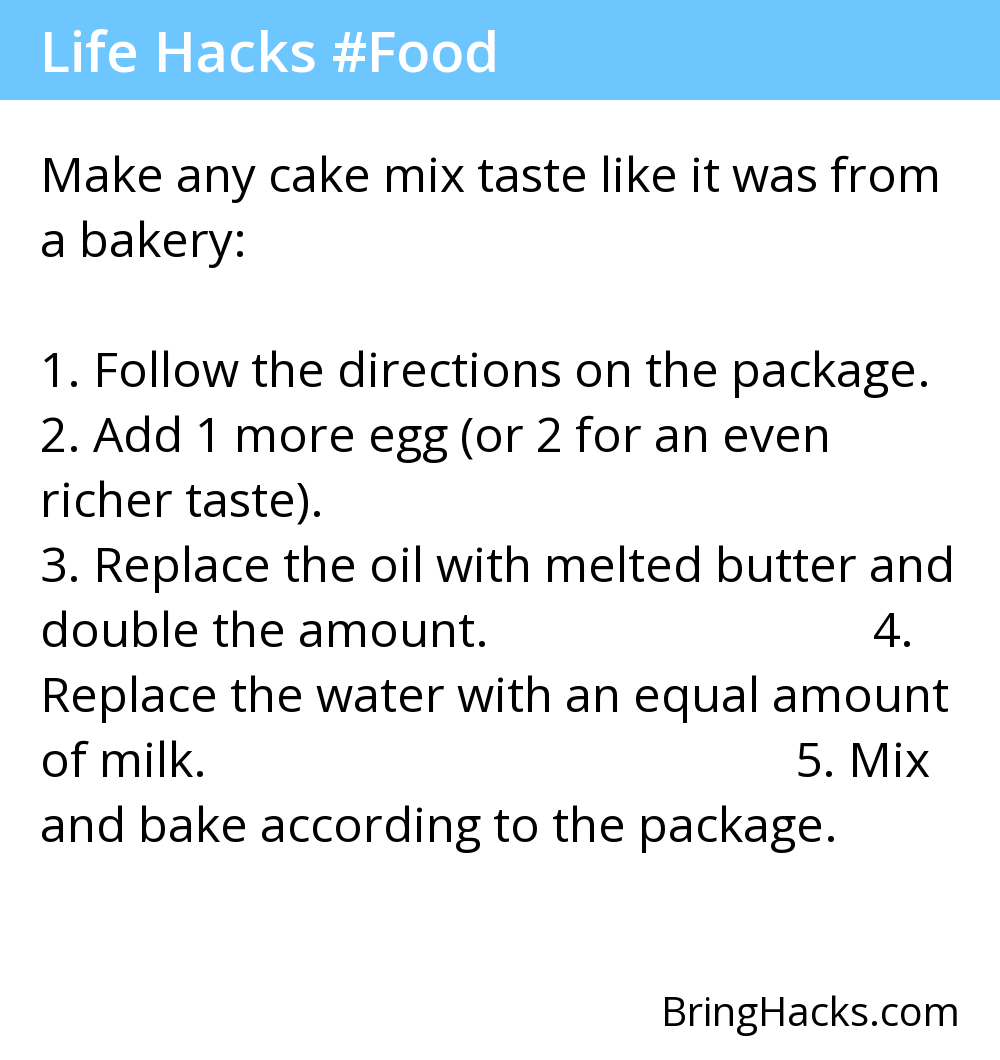 Life Hacks #Food
Make any cake mix taste like it was from
a bakery:
1. Follow the directions on the package.
2. Add 1 more egg (or 2 for an even
richer taste).
3. Replace the oil with melted butter and
double the amount. 4.
Replace the water with an equal amount
of milk. 5. Mix
and bake according to the package.
BringHacks.com